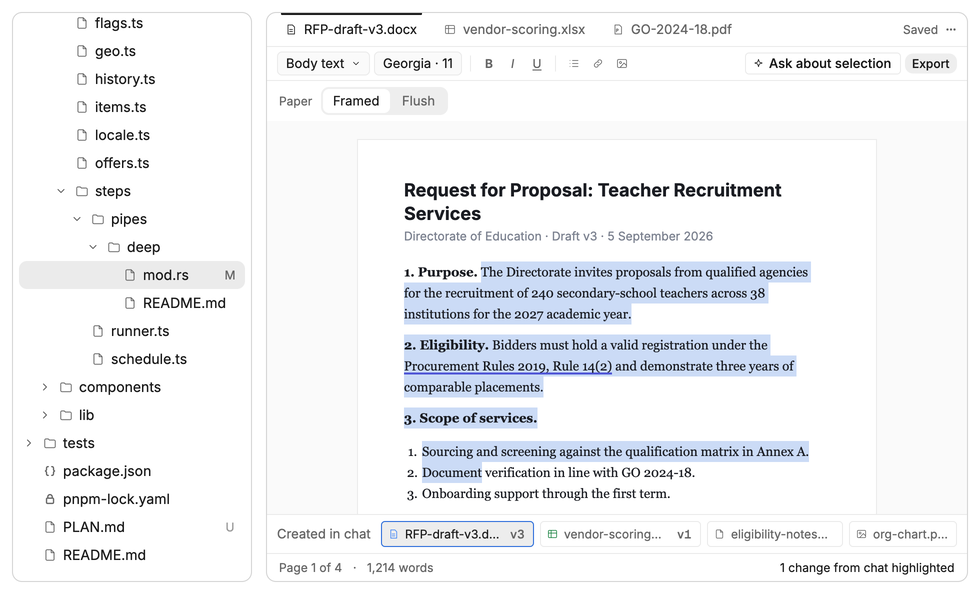 flags.ts
geo.ts
history.ts
items.ts
locale.ts
offers.ts
steps
pipes
deep
mod.rs M
README.md
runner.ts
schedule.ts
components
lib
tests
package.json
pnpm-lock.yaml
PLAN.md U
README.md
RFP-draft-v3.docx vendor-scoring.xlsx GO-2024-18.pdf Saved ···
Body text Georgia · 11 B I U Ask about selection Export
Paper Framed Flush
Request for Proposal: Teacher Recruitment
Services
Directorate of Education · Draft v3 · 5 September 2026
1. Purpose. The Directorate invites proposals from qualified agencies
for the recruitment of 240 secondary-school teachers across 38
institutions for the 2027 academic year.
2. Eligibility. Bidders must hold a valid registration under the
Procurement Rules 2019, Rule 14(2) and demonstrate three years of
comparable placements.
3. Scope of services.
1. Sourcing and screening against the qualification matrix in Annex A.
2. Document verification in line with GO 2024-18.
3. Onboarding support through the first term.
Created in chat RFP-draft-v3.d... v3 vendor-scoring... v1 eligibility-notes... org-chart.p...
Page 1 of 4 · 1,214 words 1 change from chat highlighted